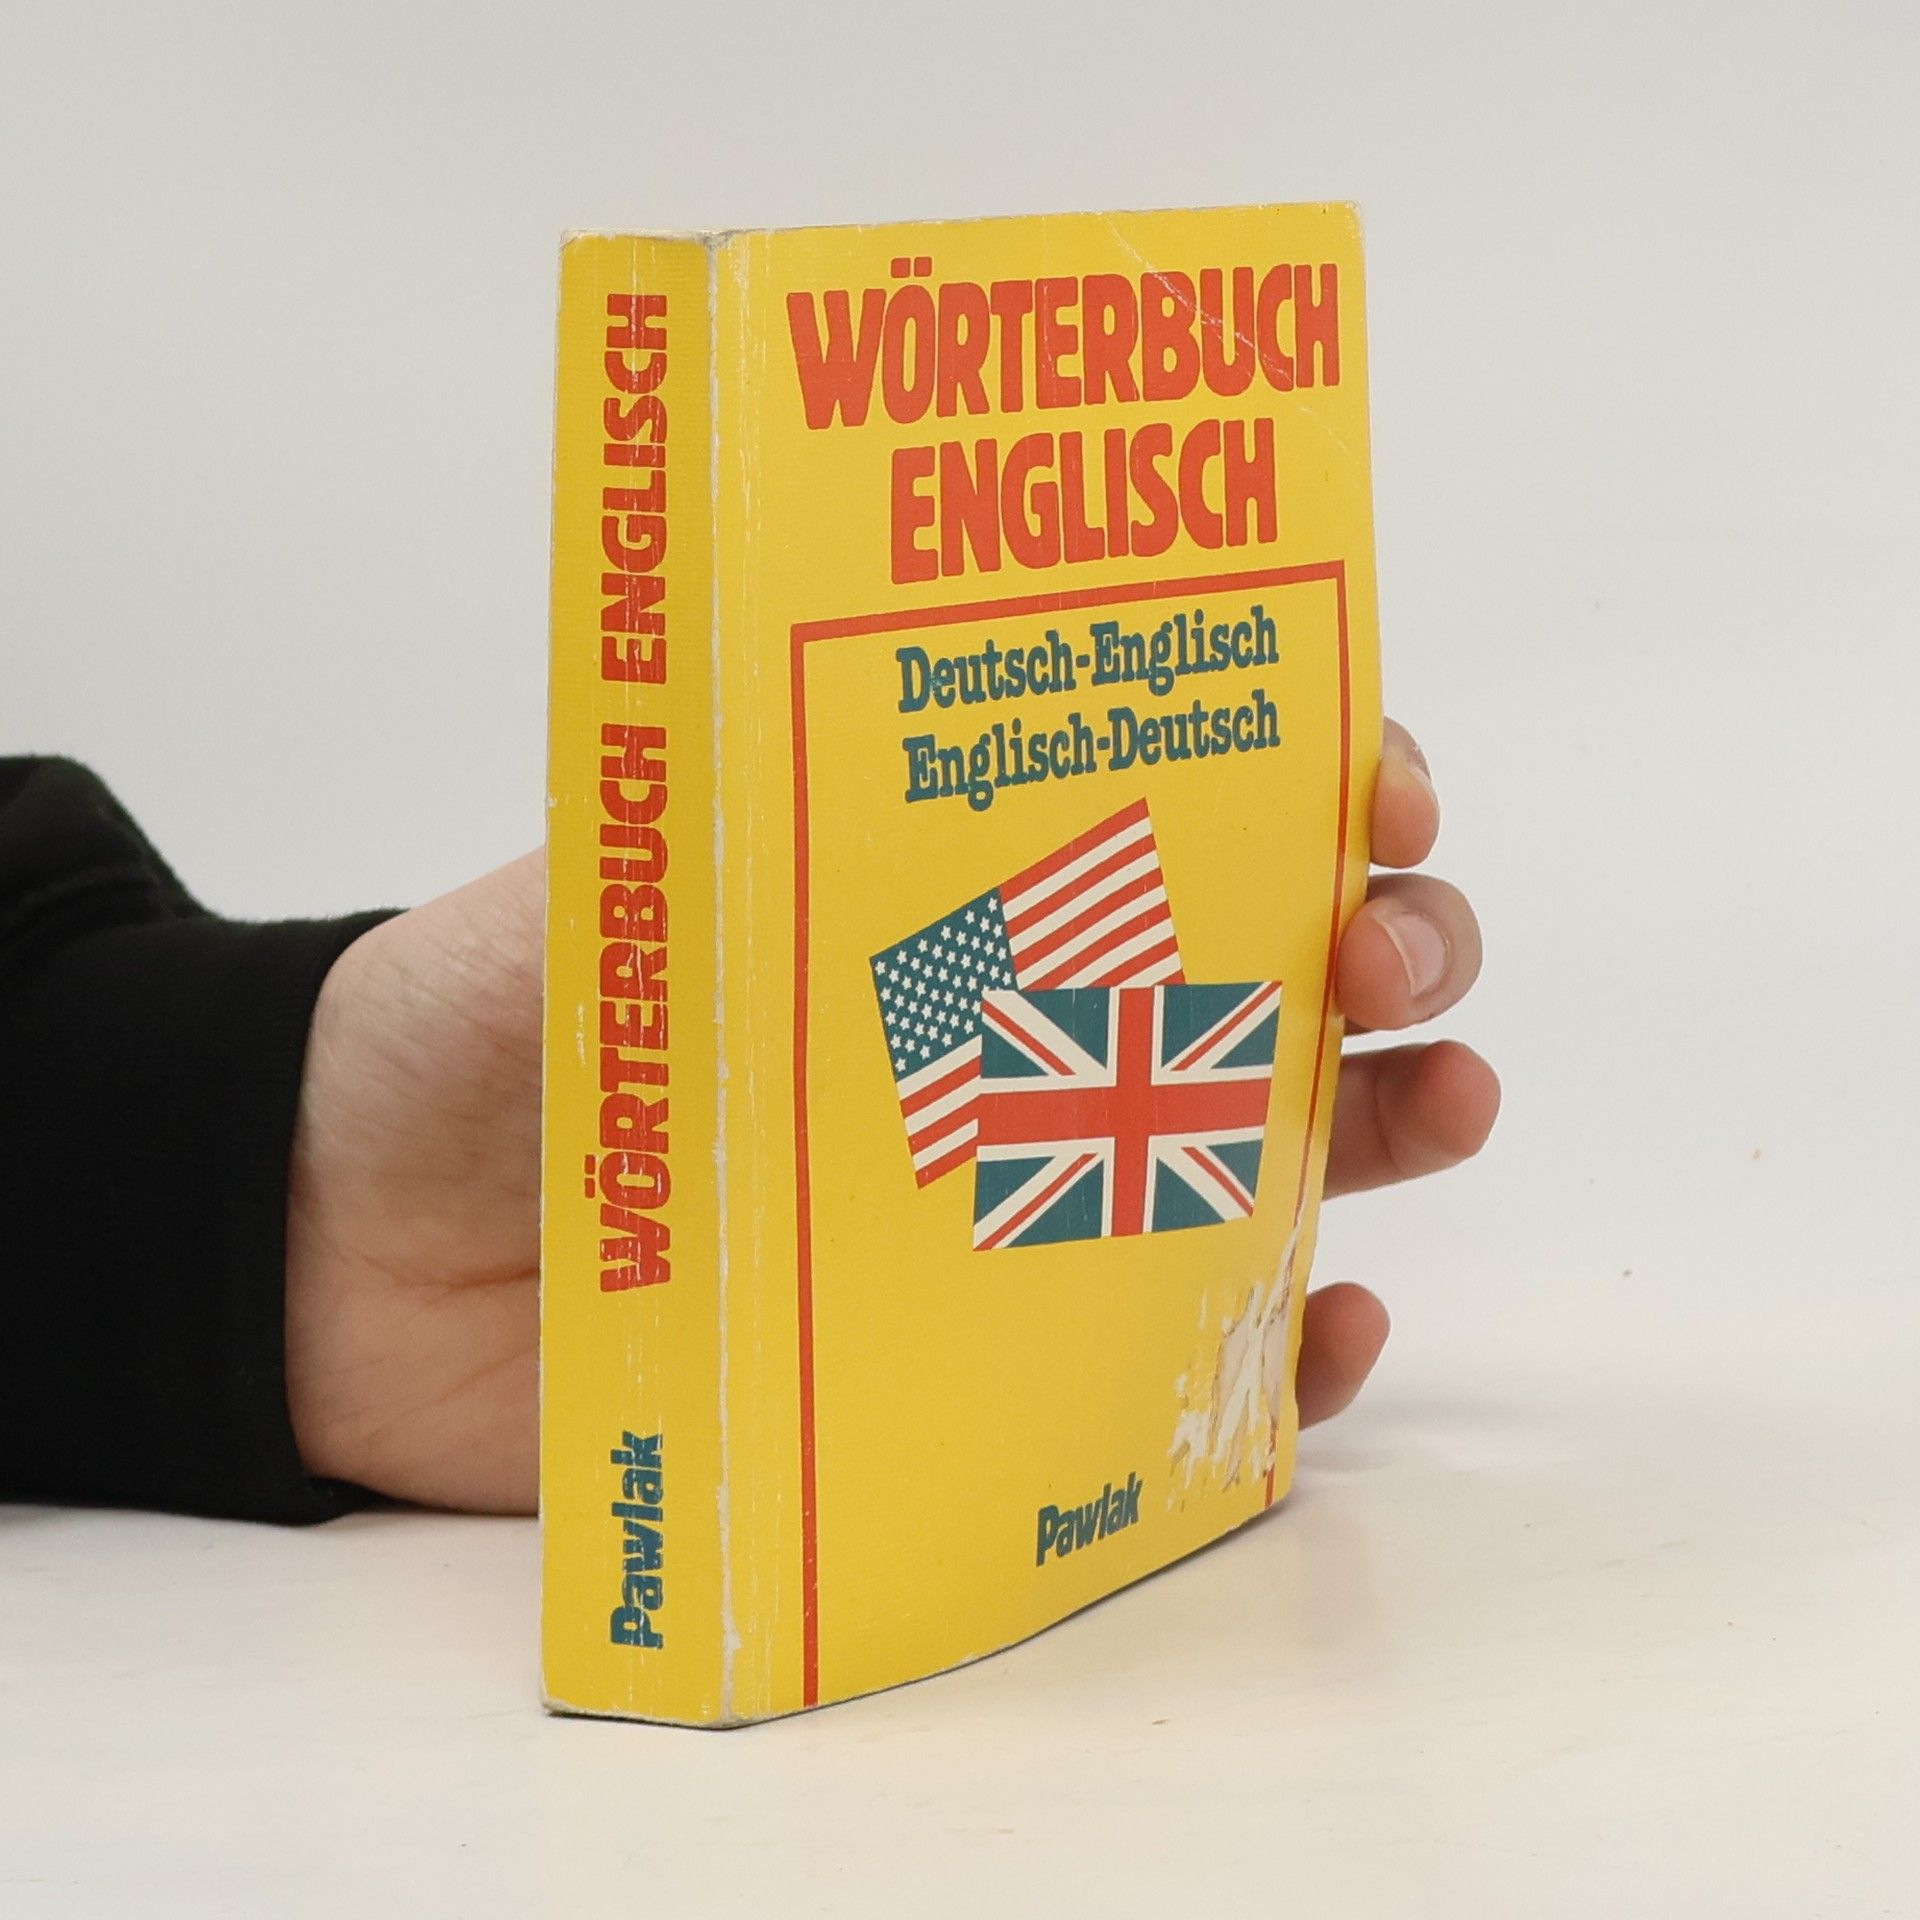 WÖRTERBUCH ENGLISCH
Pawlak
WÖRTERBUCH
ENGLISCH
Deutsch-Englisch
Englisch-Deutsch
Pawlak